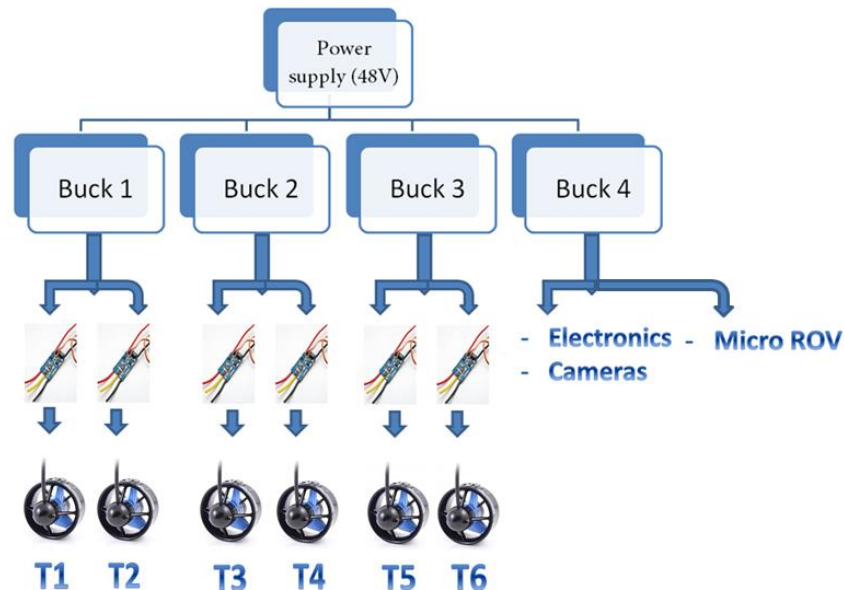 Power
supply (48V)
Buck 1
Buck 2
Buck 3
Buck 4
- Electronics
- Cameras
- Micro ROV
T1
T2
T3
T4
T5
T6